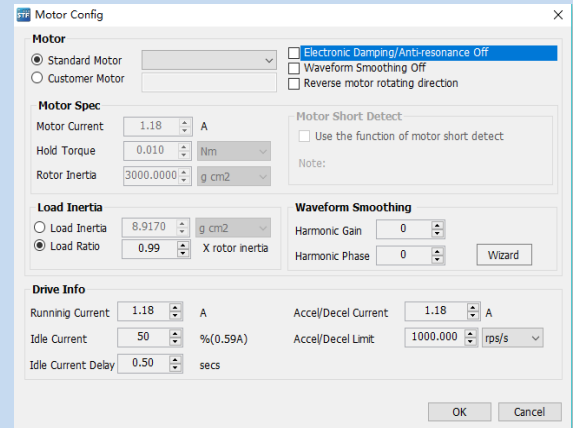 STF Motor Config
Motor
Standard Motor
Customer Motor
Electronic Damping/Anti-resonance Off
Waveform Smoothing Off
Reverse motor rotating direction
Motor Spec
Motor Current 1.18 A
Hold Torque 0.010 Nm
Rotor Inertia 3000.0000 g cm2
Motor Short Detect
Use the function of motor short detect
Note:
Load Inertia
Load Inertia 8.9170 g cm2
Load Ratio 0.99 X rotor inertia
Waveform Smoothing
Harmonic Gain 0
Harmonic Phase 0 Wizard
Drive Info
Runninig Current 1.18 A
Idle Current 50 %(0.59A)
Idle Current Delay 0.50 secs
Accel/Decel Current 1.18 A
Accel/Decel Limit 1000.000 rps/s
OK Cancel